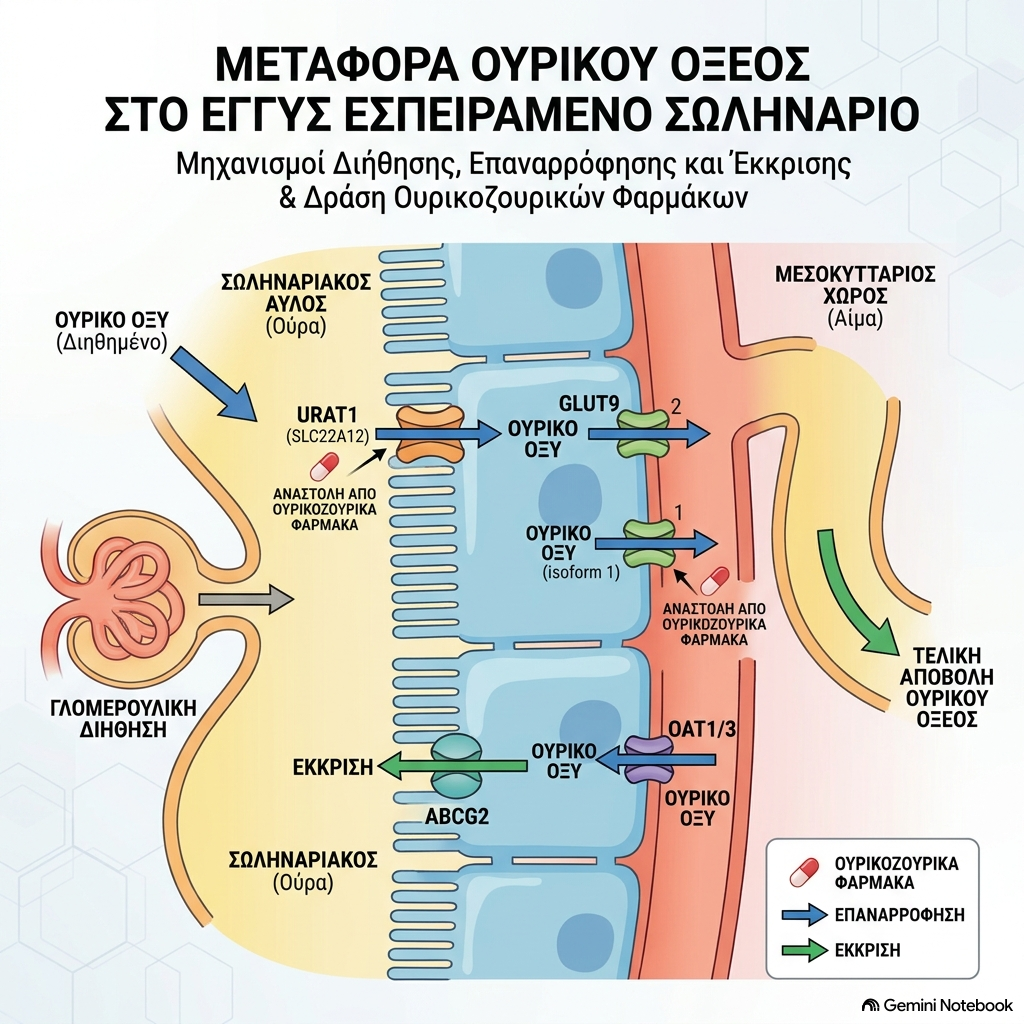 ΜΕΤΑΦΟΡΑ ΟΥΡΙΚΟΥ ΟΞΕΟΣ
ΣΤΟ ΕΓΓΥΣ ΕΣΠΕΙΡΑΜΕΝΟ ΣΩΛΗΝΑΡΙΟ
Μηχανισμοί Διήθησης, Επαναρρόφησης και Έκκρισης
& Δράση Ουρικοζουρικών Φαρμάκων
ΣΩΛΗΝΑΡΙΑΚΟΣ
ΑΥΛΟΣ
(Ούρα)
ΜΕΣΟΚΥΤΤΑΡΙΟΣ
ΧΩΡΟΣ
(Αίμα)
ΟΥΡΙΚΟ ΟΞΥ
(Διηθημένο)
URAT1
(SLC22A12)
ΑΝΑΣΤΟΛΗ ΑΠΟ
ΟΥΡΙΚΟΖΟΥΡΙΚΑ
ΦΑΡΜΑΚΑ
GLUT9
2
ΟΥΡΙΚΟ
ΟΞΥ
1
ΟΥΡΙΚΟ
ΟΞΥ
(isoform 1)
ΑΝΑΣΤΟΛΗ ΑΠΟ
ΟΥΡΙΚΟΖΟΥΡΙΚΑ
ΦΑΡΜΑΚΑ
ΓΛΟΜΕΡΟΥΛΙΚΗ
ΔΙΗΘΗΣΗ
ΤΕΛΙΚΗ
ΑΠΟΒΟΛΗ
ΟΥΡΙΚΟΥ
ΟΞΕΟΣ
ΕΚΚΡΙΣΗ
ABCG2
ΟΥΡΙΚΟ
ΟΞΥ
OAT1/3
ΟΥΡΙΚΟ
ΟΞΥ
ΣΩΛΗΝΑΡΙΑΚΟΣ
(Ούρα)
ΟΥΡΙΚΟΖΟΥΡΙΚΑ
ΦΑΡΜΑΚΑ
ΕΠΑΝΑΡΡΟΦΗΣΗ
ΕΚΚΡΙΣΗ
Gemini Notebook